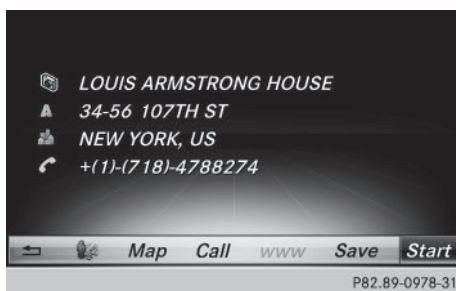 LOUIS ARMSTRONG HOUSE
A 34-56 107TH ST
NEW YORK, US
+(1)-(718)-4788274
Map Call www Save Start
P82.89-0978-31